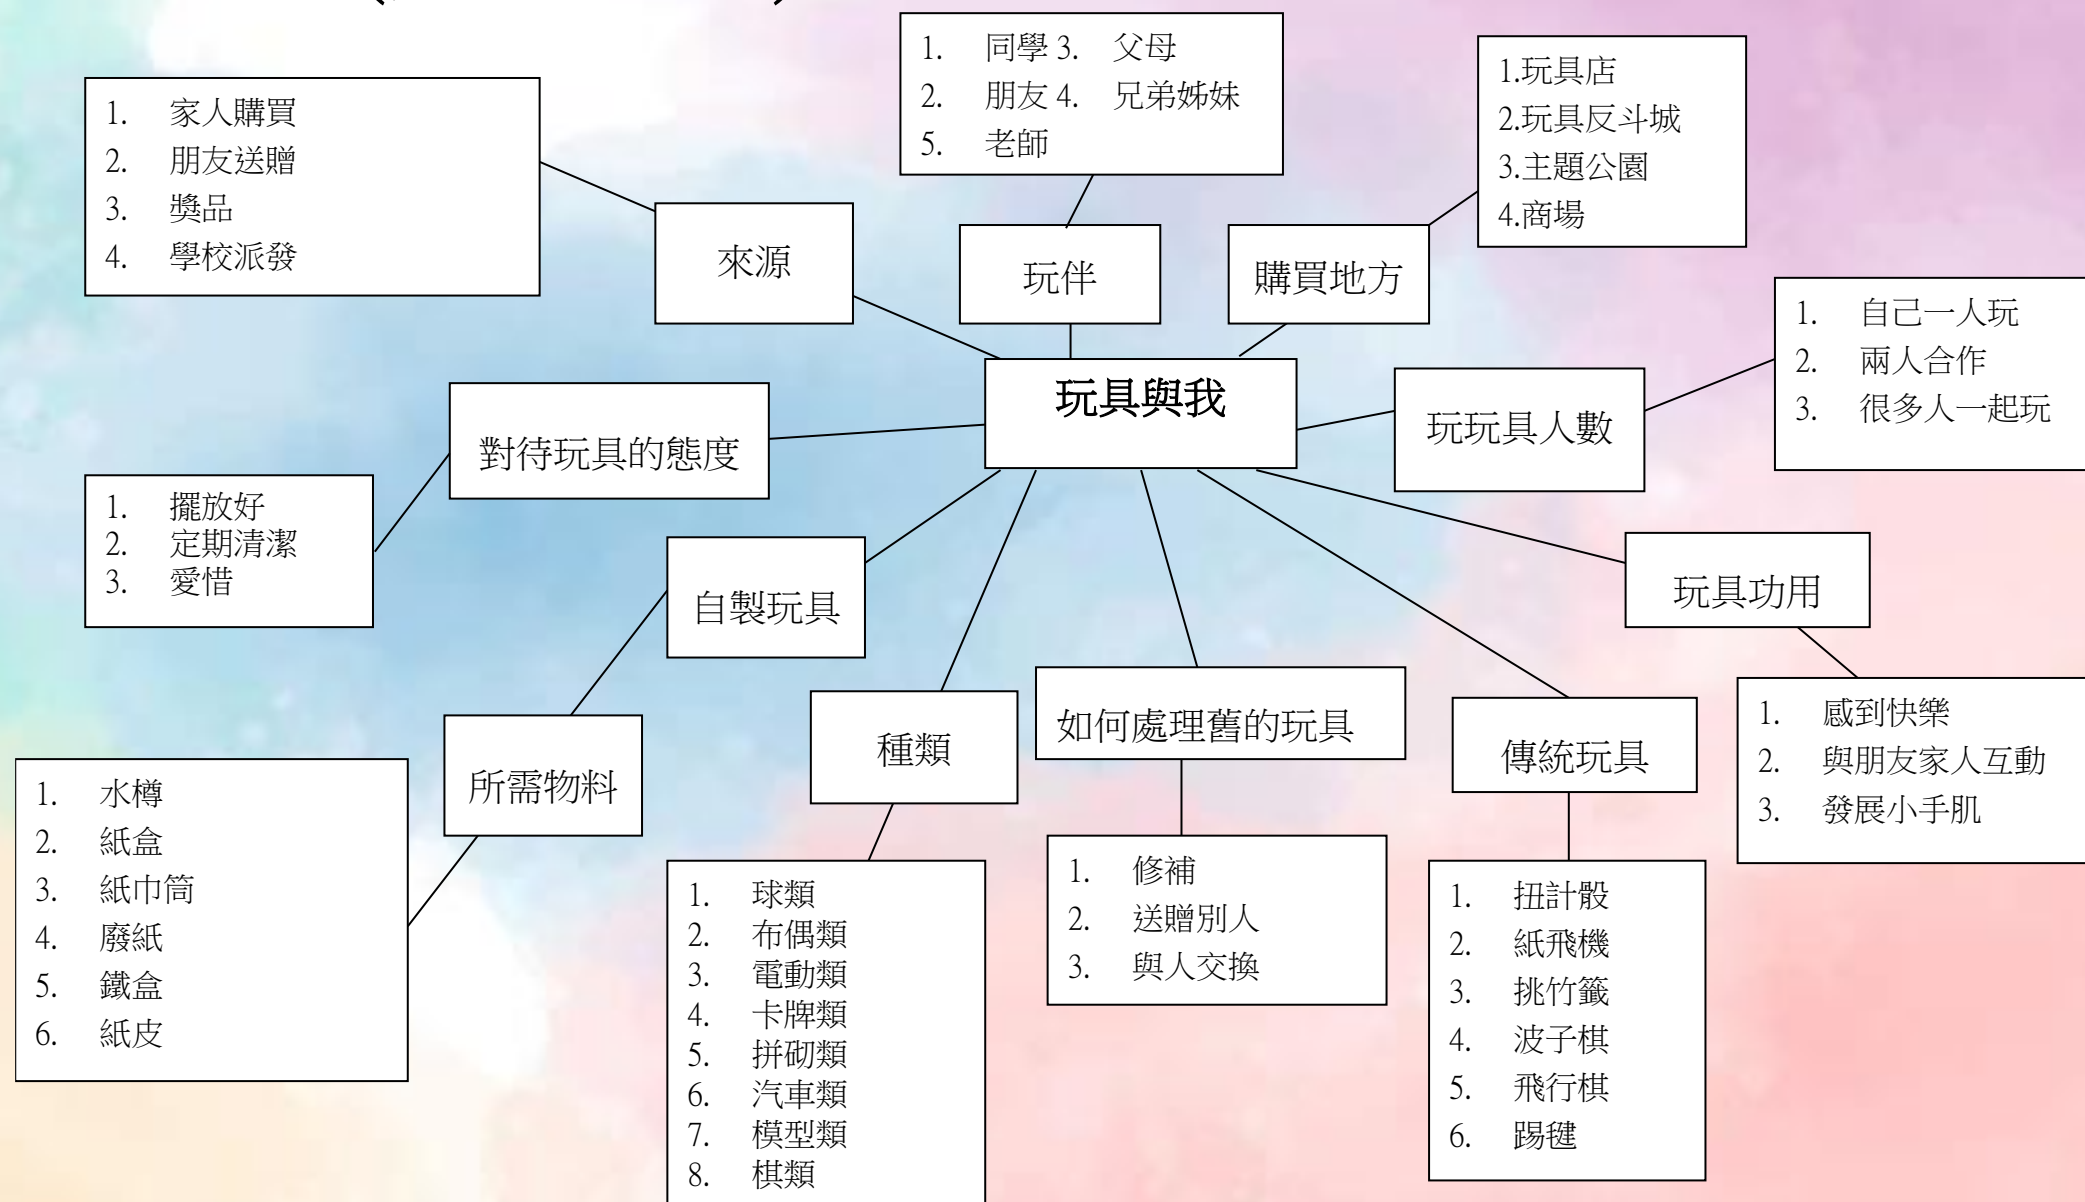 1. 同學 3. 父母
2. 朋友 4. 兄弟姊妹
5. 老師
1.玩具店
2.玩具反斗城
3.主題公園
4.商場
1. 家人購買
2. 朋友送贈
3. 獎品
4. 學校派發
來源
玩伴
購買地方
1. 自己一人玩
2. 兩人合作
3. 很多人一起玩
玩具與我
玩玩具人數
對待玩具的態度
1. 擺放好
2. 定期清潔
3. 愛惜
自製玩具
玩具功用
1. 感到快樂
2. 與朋友家人互動
3. 發展小手肌
所需物料
1. 水樽
2. 紙盒
3. 紙巾筒
4. 廢紙
5. 鐵盒
6. 紙皮
種類
1. 球類
2. 布偶類
3. 電動類
4. 卡牌類
5. 拼砌類
6. 汽車類
7. 模型類
8. 棋類
如何處理舊的玩具
1. 修補
2. 送贈別人
3. 與人交換
傳統玩具
1. 扭計骰
2. 紙飛機
3. 挑竹籤
4. 波子棋
5. 飛行棋
6. 踢毽